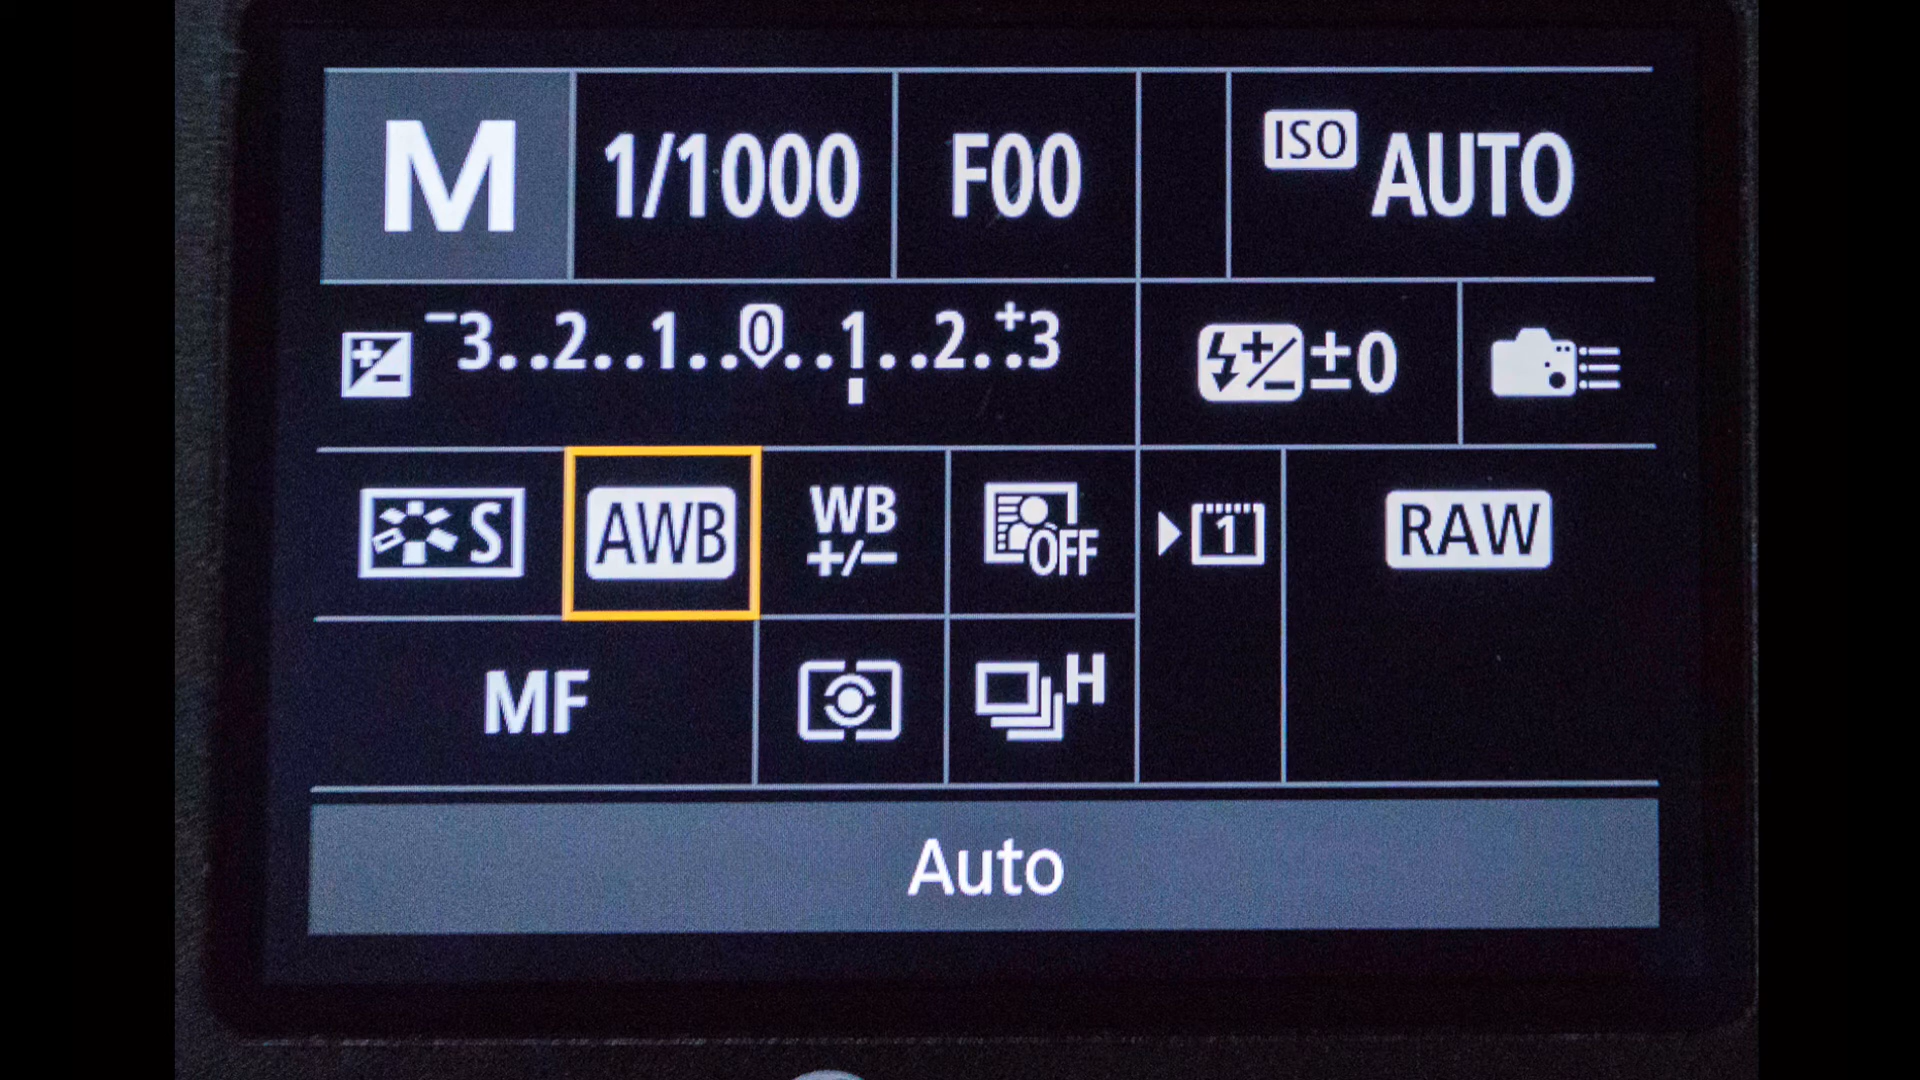 M 1/1000 F00 ISO AUTO
-3..2..1..0..1..2..+3 ±0
S AWB WB +/- OFF 1 RAW
MF H
Auto